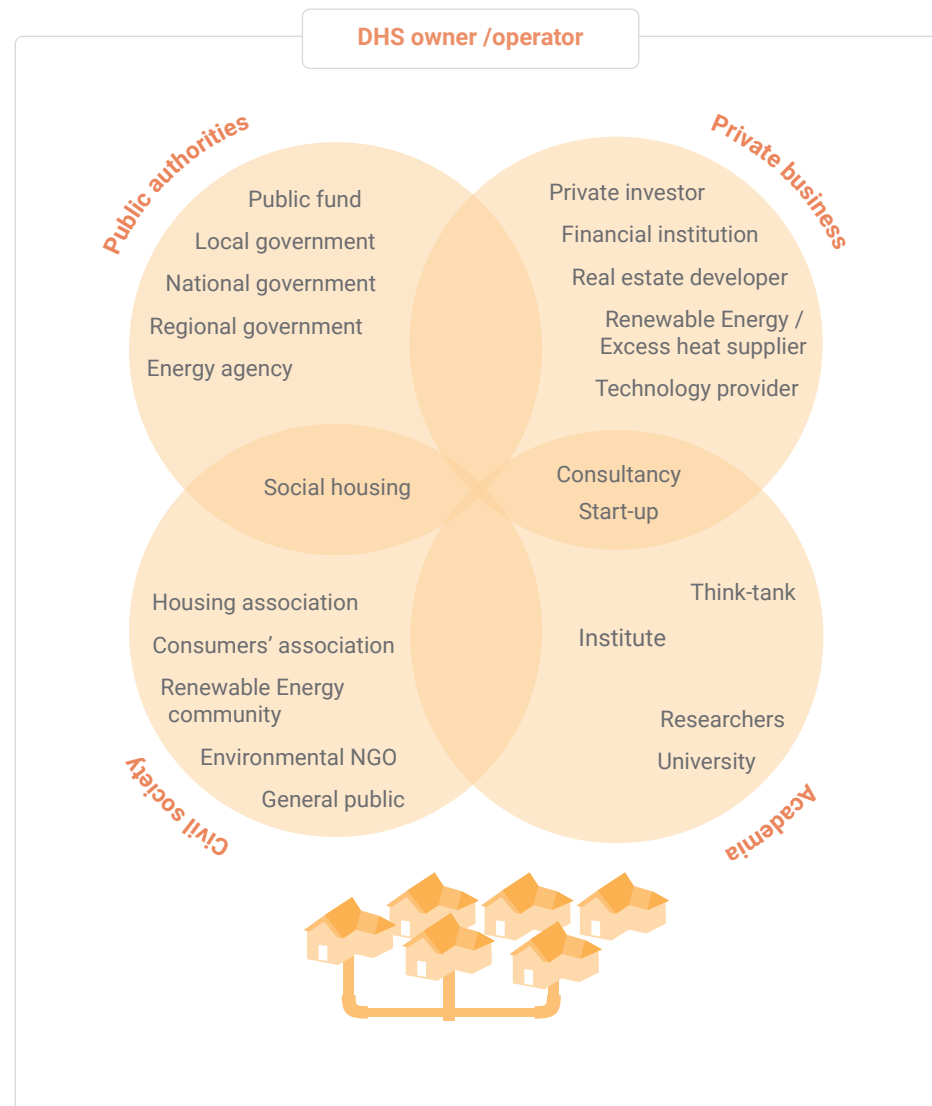 DHS owner /operator
Public authorities
Public fund
Local government
National government
Regional government
Energy agency
Private business
Private investor
Financial institution
Real estate developer
Renewable Energy /
Excess heat supplier
Technology provider
Social housing
Consultancy
Start-up
Housing association
Consumers’ association
Renewable Energy
community
Environmental NGO
General public
Civil society
Think-tank
Institute
Researchers
University
Academia